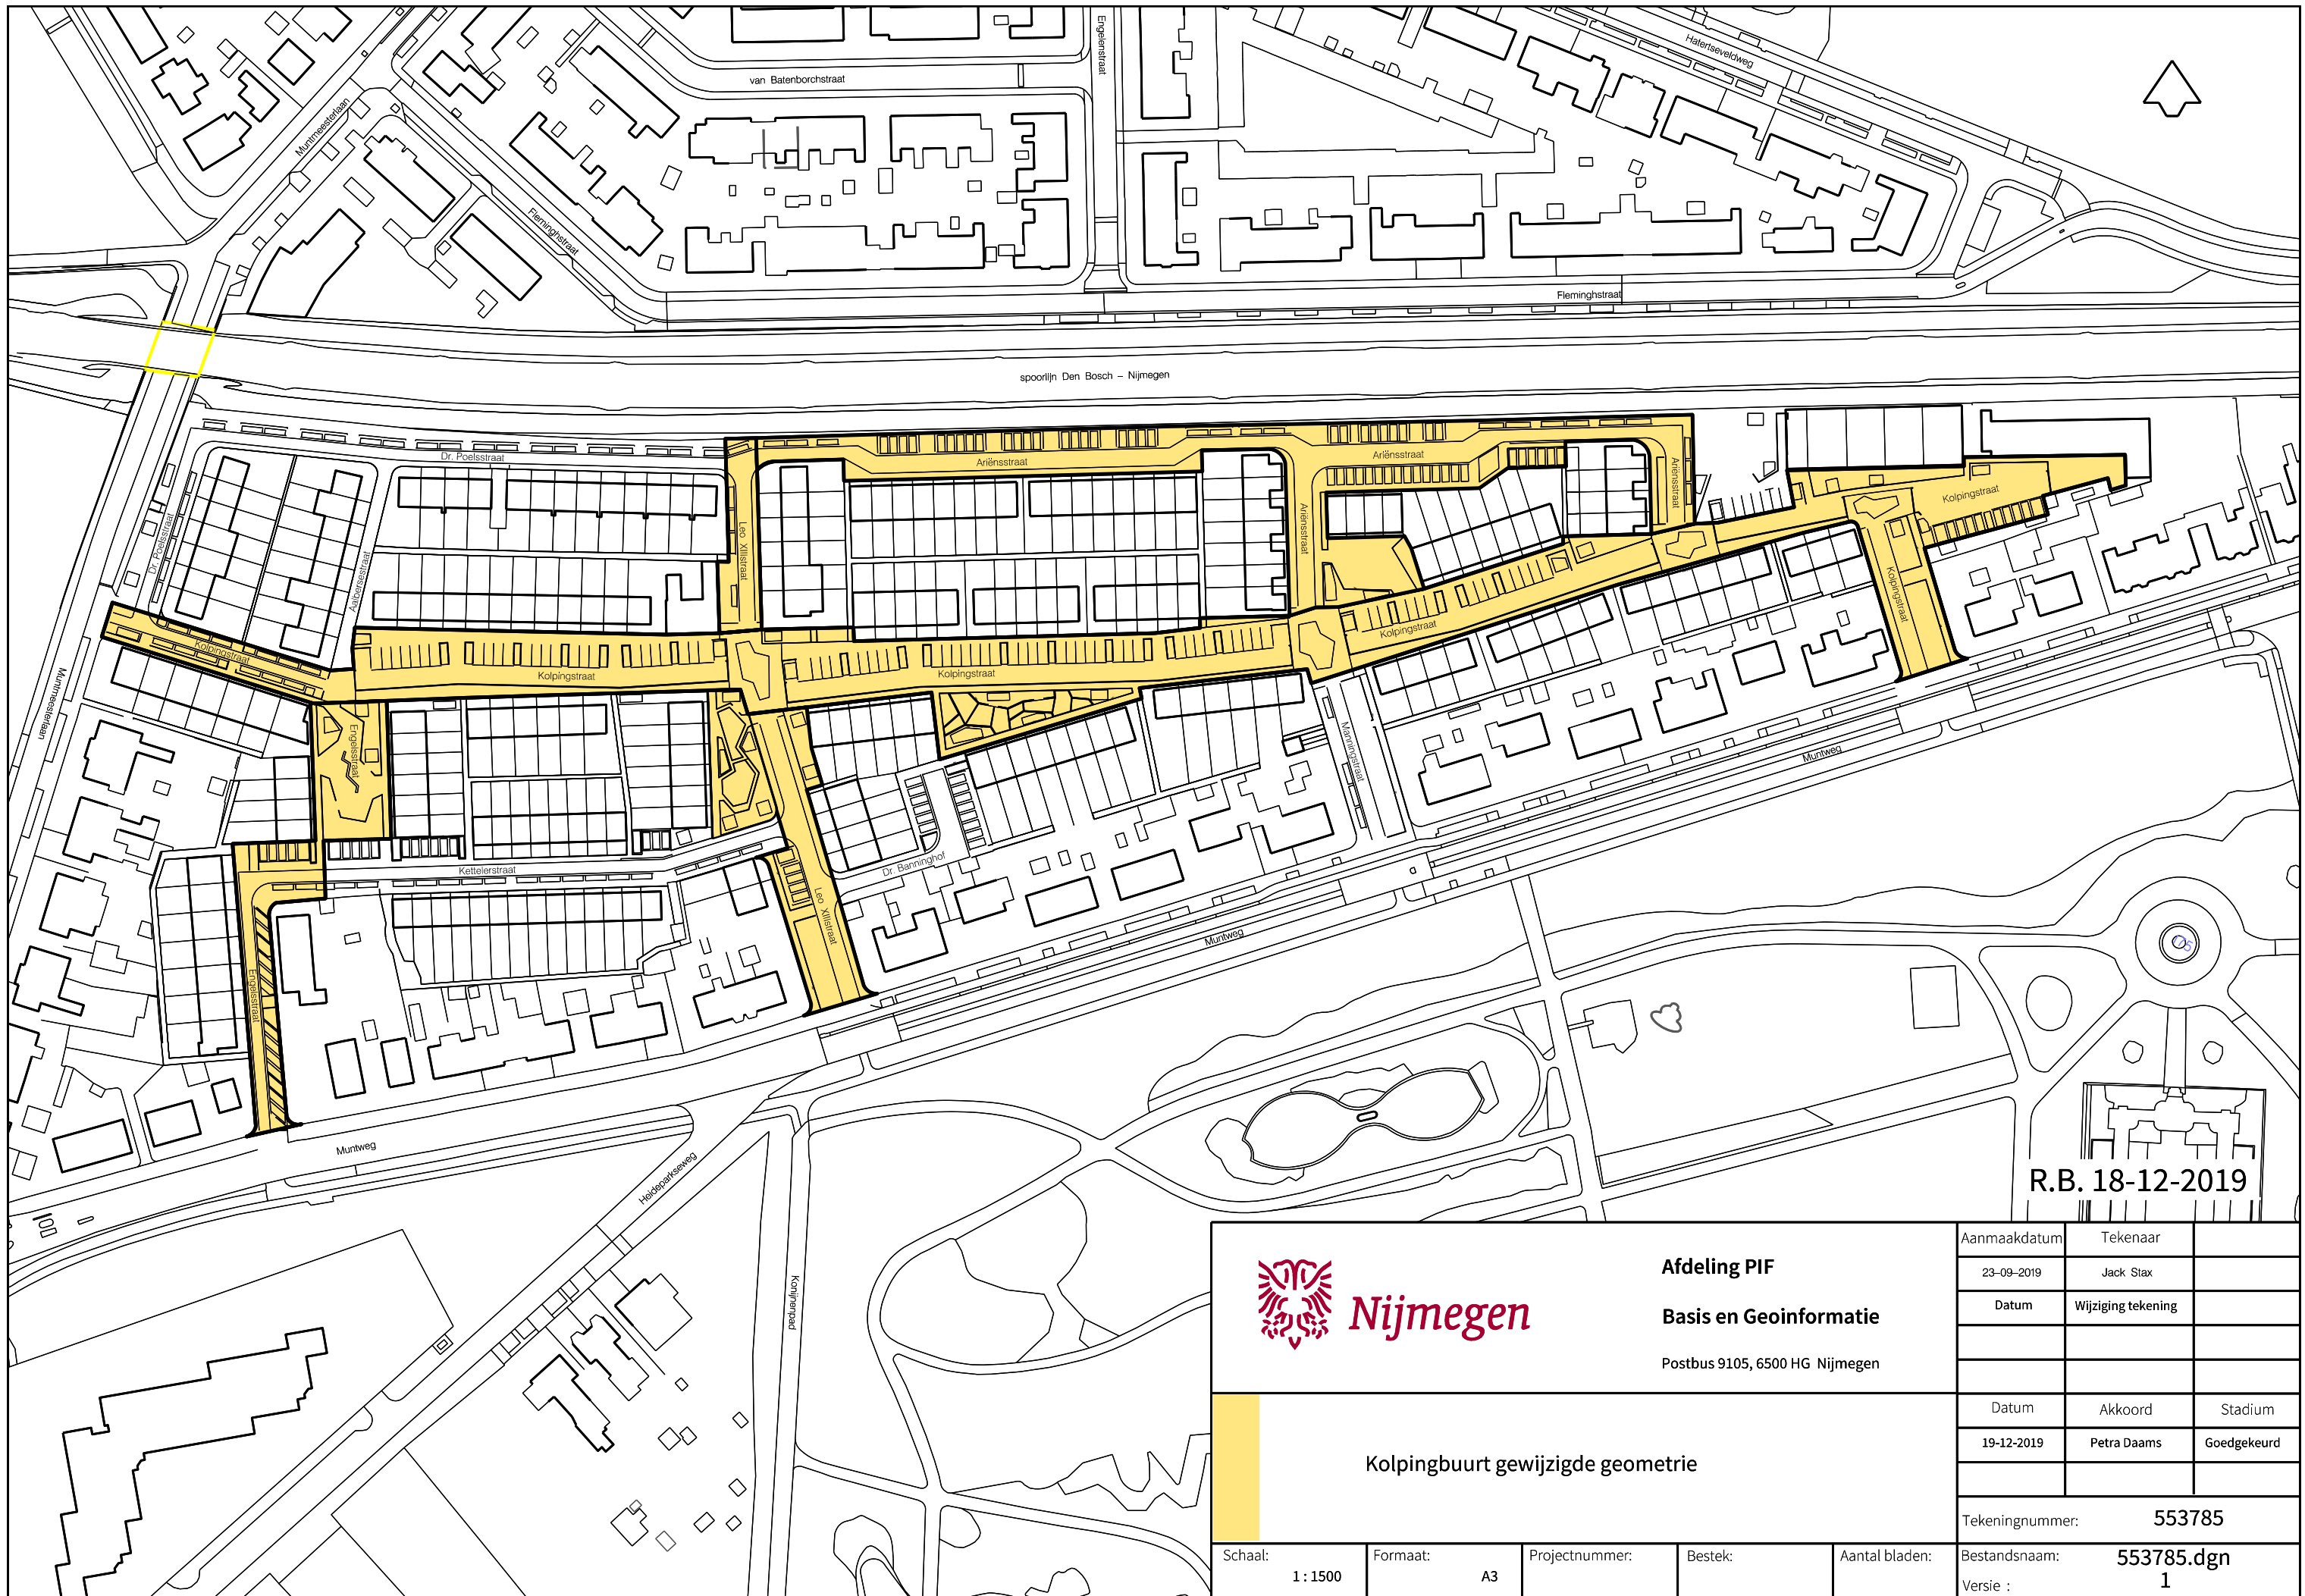 Engelenstraat
Hatertseveldweg
van Batenborchstraat
Muntmeesterlaan
Fleminghstraat
Fleminghstraat
spoorlijn Den Bosch – Nijmegen
Dr. Poelsstraat
Ariënsstraat
Ariënsstraat
Ariënsstraat
Kolpingstraat
Leo XIIIstraat
Ariënsstraat
Dr. Poelsstraat
Aalbersestraat
Kolpingstraat
Kolpingstraat
Kolpingstraat
Kolpingstraat
Kolpingstraat
Muntmeesterlaan
Engelsstraat
Manningstraat
Muntweg
Dr. Banninghof
Kettelerstraat
Leo XIIIstraat
Muntweg
Engelsstraat
Muntweg
Heideparkseweg
Konijnenpad
R.B. 18-12-2019
Nijmegen
Afdeling PIF
Basis en Geoinformatie
Postbus 9105, 6500 HG Nijmegen
Aanmaakdatum Tekenaar
23-09-2019 Jack Stax
Datum Wijziging tekening
Datum Akkoord Stadium
19-12-2019 Petra Daams Goedgekeurd
Kolpingbuurt gewijzigde geometrie
Tekeningnummer: 553785
Schaal: 1 : 1500
Formaat: A3
Projectnummer:
Bestek:
Aantal bladen:
Bestandsnaam: 553785.dgn
Versie : 1